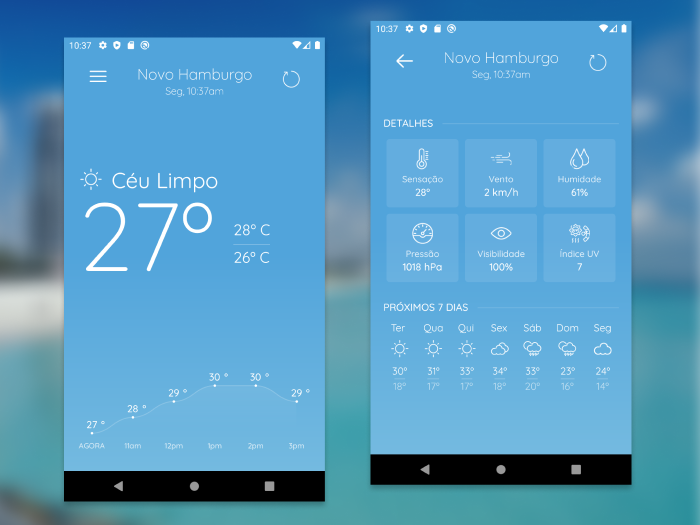 10:37
Novo Hamburgo
Seg, 10:37am
Céu Limpo
27°
28° C
26° C
27 ° 28 ° 29 ° 30 ° 30 ° 29 °
AGORA 11am 12pm 1pm 2pm 3pm
10:37
Novo Hamburgo
Seg, 10:37am
DETALHES
Sensação Vento Humidade
28° 2 km/h 61%
Pressão Visibilidade Índice UV
1018 hPa 100% 7
PRÓXIMOS 7 DIAS
Ter Qua Qui Sex Sáb Dom Seg
30° 31° 33° 34° 33° 23° 24°
18° 17° 17° 18° 20° 16° 14°